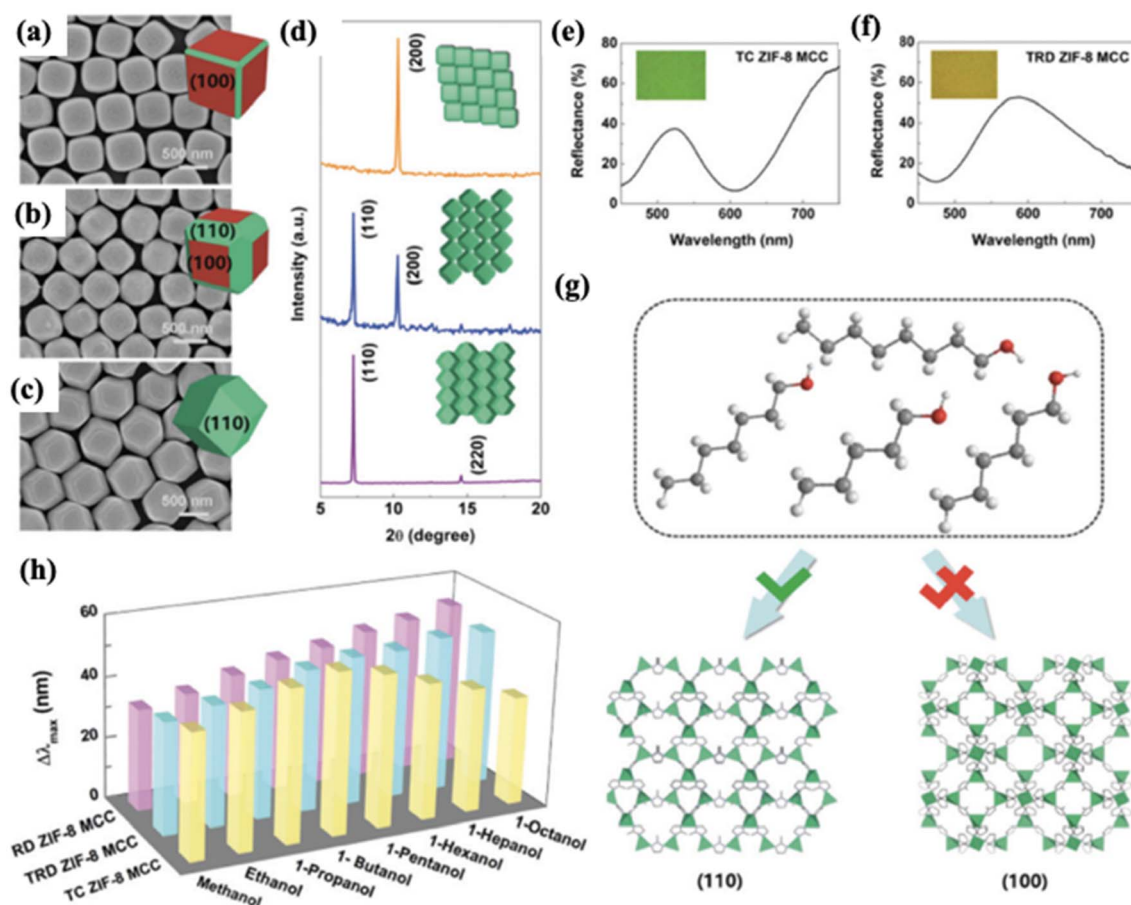 (a)
(100)
500 nm
(b)
(110)
(100)
500 nm
(c)
(110)
500 nm
(d)
(200)
(110)
(200)
(110)
(220)
Intensity (a.u.)
5 10 15 20
2θ (degree)
(e)
TC ZIF-8 MCC
Reflectance (%)
80
60
40
20
0
500 600 700
Wavelength (nm)
(f)
TRD ZIF-8 MCC
Reflectance (%)
80
60
40
20
0
500 600 700
Wavelength (nm)
(g)
(110)
(100)
(h)
60
40
20
0
Δλmax (nm)
RD ZIF-8 MCC
TRD ZIF-8 MCC
TC ZIF-8 MCC
Methanol
Ethanol
1-Propanol
1- Butanol
1-Pentanol
1-Hexanol
1-Hepanol
1-Octanol